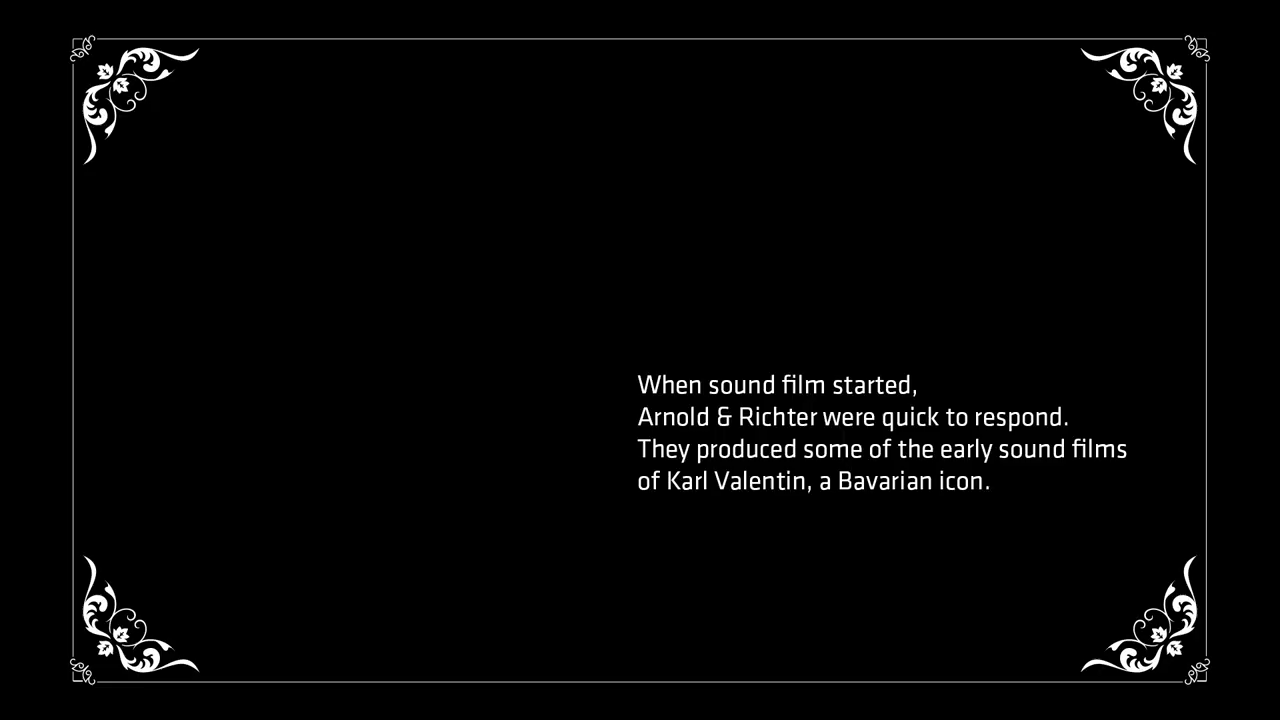 When sound film started,
Arnold & Richter were quick to respond.
They produced some of the early sound films
of Karl Valentin, a Bavarian icon.